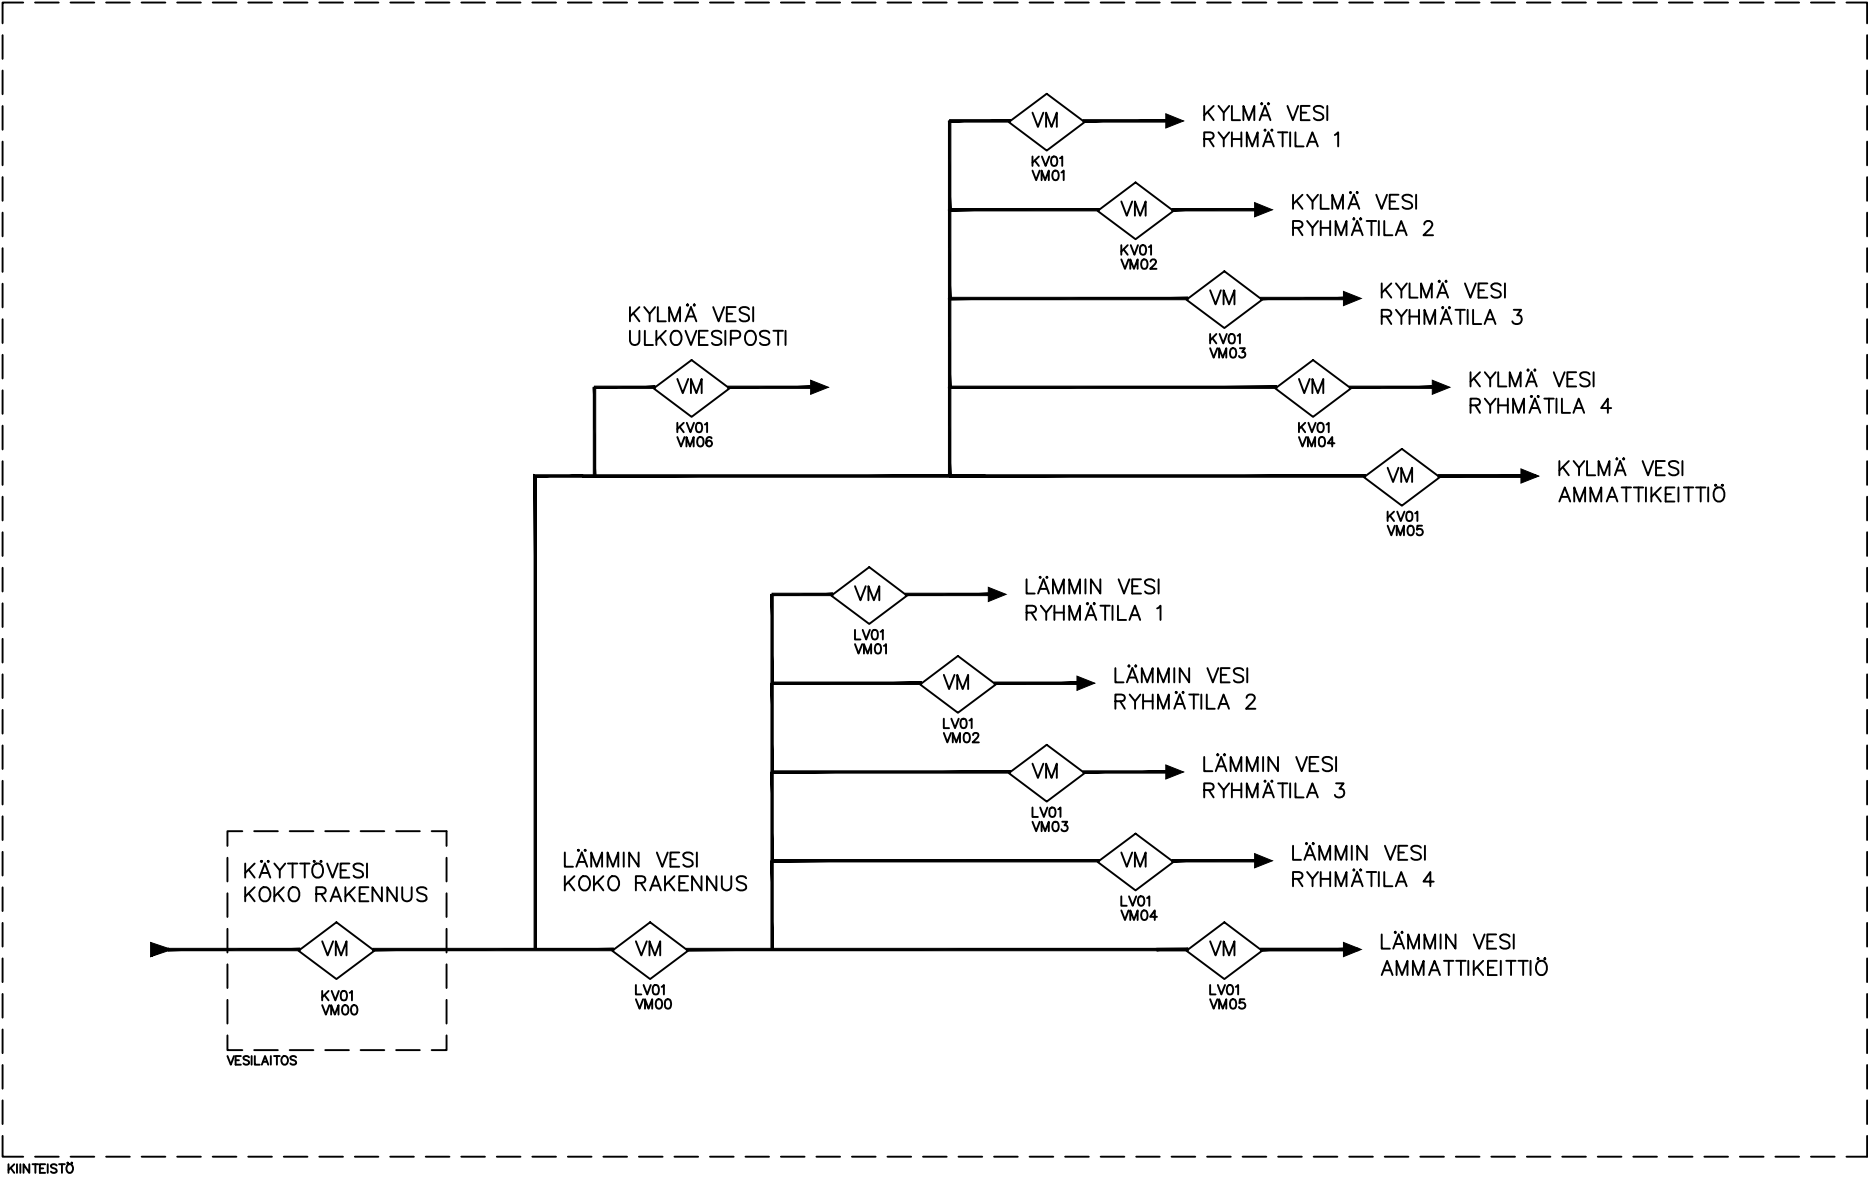 VM
KV01
VM01
KYLMÄ VESI
RYHMÄTILA 1
VM
KV01
VM02
KYLMÄ VESI
RYHMÄTILA 2
VM
KV01
VM03
KYLMÄ VESI
RYHMÄTILA 3
KYLMÄ VESI
ULKOVESIPOSTI
VM
KV01
VM06
VM
KV01
VM04
KYLMÄ VESI
RYHMÄTILA 4
VM
KV01
VM05
KYLMÄ VESI
AMMATTIKEITTIÖ
VM
LV01
VM01
LÄMMIN VESI
RYHMÄTILA 1
VM
LV01
VM02
LÄMMIN VESI
RYHMÄTILA 2
VM
LV01
VM03
LÄMMIN VESI
RYHMÄTILA 3
VM
LV01
VM04
LÄMMIN VESI
RYHMÄTILA 4
KÄYTTÖVESI
KOKO RAKENNUS
VM
KV01
VM00
VESILAITOS
LÄMMIN VESI
KOKO RAKENNUS
VM
LV01
VM00
VM
LV01
VM05
LÄMMIN VESI
AMMATTIKEITTIÖ
KIINTEISTÖ